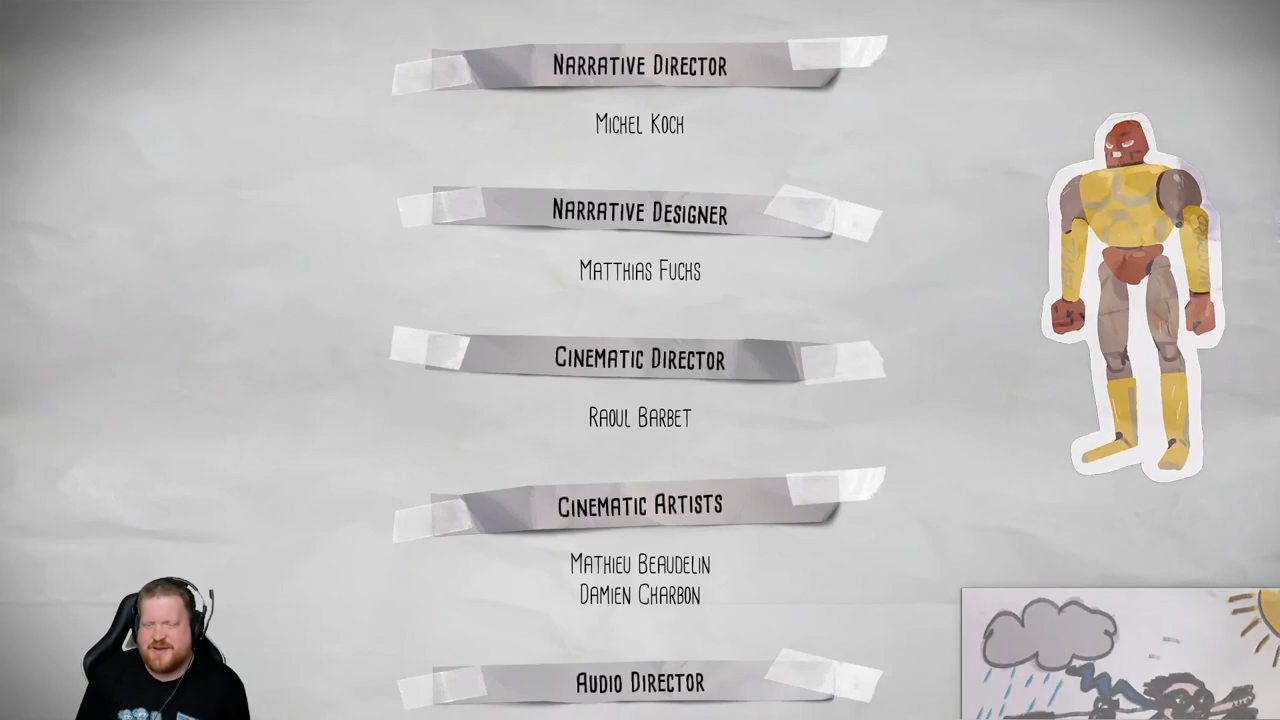 NARRATIVE DIRECTOR
MICHEL KOCH
NARRATIVE DESIGNER
MATTHIAS FUCHS
CINEMATIC DIRECTOR
RAOUL BARBET
CINEMATIC ARTISTS
MATHIEU BEAUDELIN
DAMIEN CHARBON
AUDIO DIRECTOR